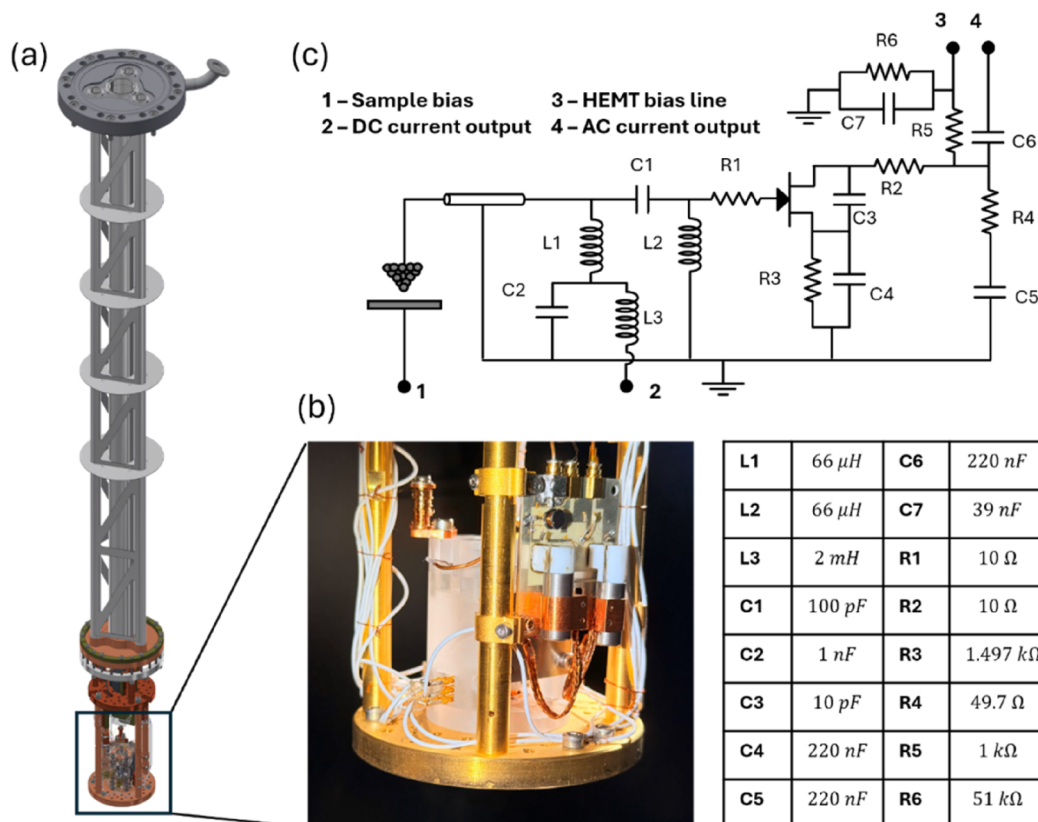 (a)
(c)
1 – Sample bias
2 – DC current output
3 – HEMT bias line
4 – AC current output
3 4
R6
C7
R5
C6
C1
R1
R2
C3
R4
L1
L2
C2
L3
R3
C4
C5
1
2
(b)
L1 66 μH C6 220 nF
L2 66 μH C7 39 nF
L3 2 mH R1 10 Ω
C1 100 pF R2 10 Ω
C2 1 nF R3 1.497 kΩ
C3 10 pF R4 49.7 Ω
C4 220 nF R5 1 kΩ
C5 220 nF R6 51 kΩ